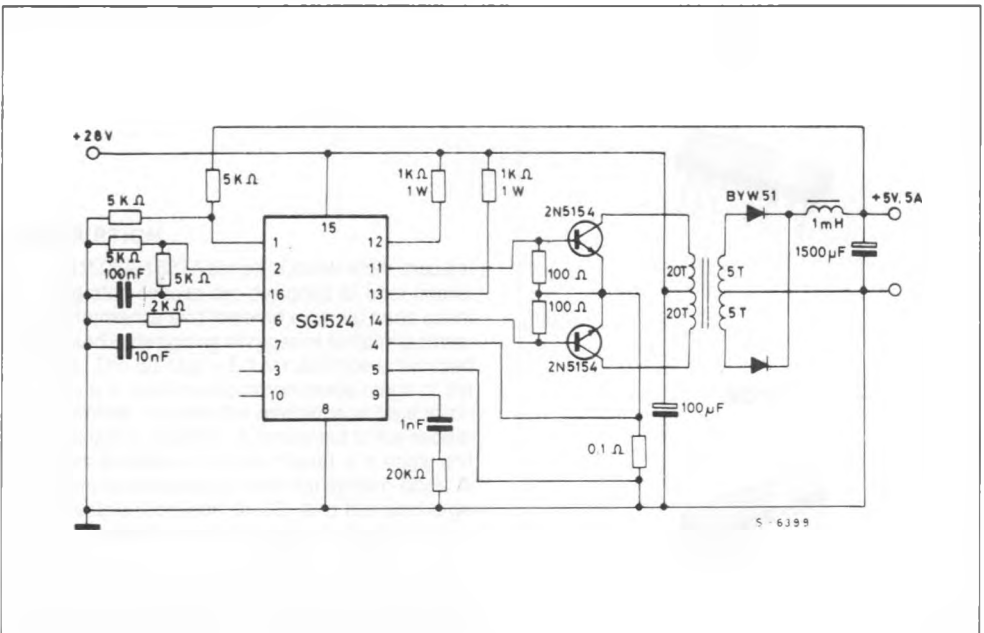 +28V
5KΩ
1KΩ
1W
1KΩ
1W
5KΩ
5KΩ
100nF
5KΩ
2KΩ
10nF
1
2
16
6
7
3
10
15
SG1524
8
12
11
13
14
4
5
9
1nF
20KΩ
2N5154
100Ω
100Ω
2N5154
20T
20T
5T
5T
BYW51
1mH
+5V, 5A
1500μF
100μF
0.1Ω
S-6399